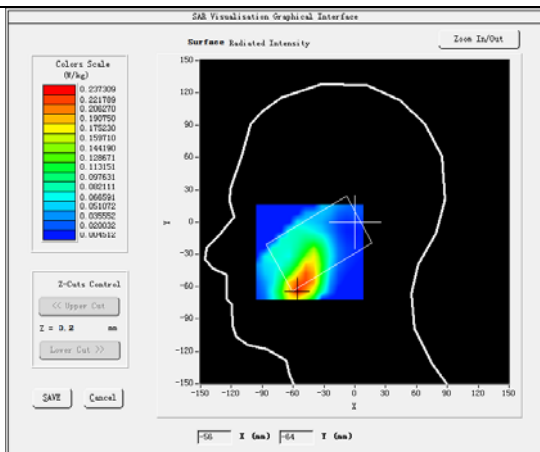 SAR Visualisation Graphical Interface
Surface Radiated Intensity
Zoom In/Out
Colors Scale
(W/kg)
0.237309
0.221789
0.206270
0.190750
0.175230
0.159710
0.144190
0.128671
0.113151
0.097631
0.082111
0.066591
0.051072
0.035552
0.020032
0.004512
Z-Cuts Control
<< Upper Cut
Z = 3.2 mm
Lower Cut >>
SAVE
Cancel
150
120
90
60
30
0
-30
-60
-90
-120
-150
Y
-150 -120 -90 -60 -30 0 30 60 90 120 150
X
-56 X (mm) -64 Y (mm)